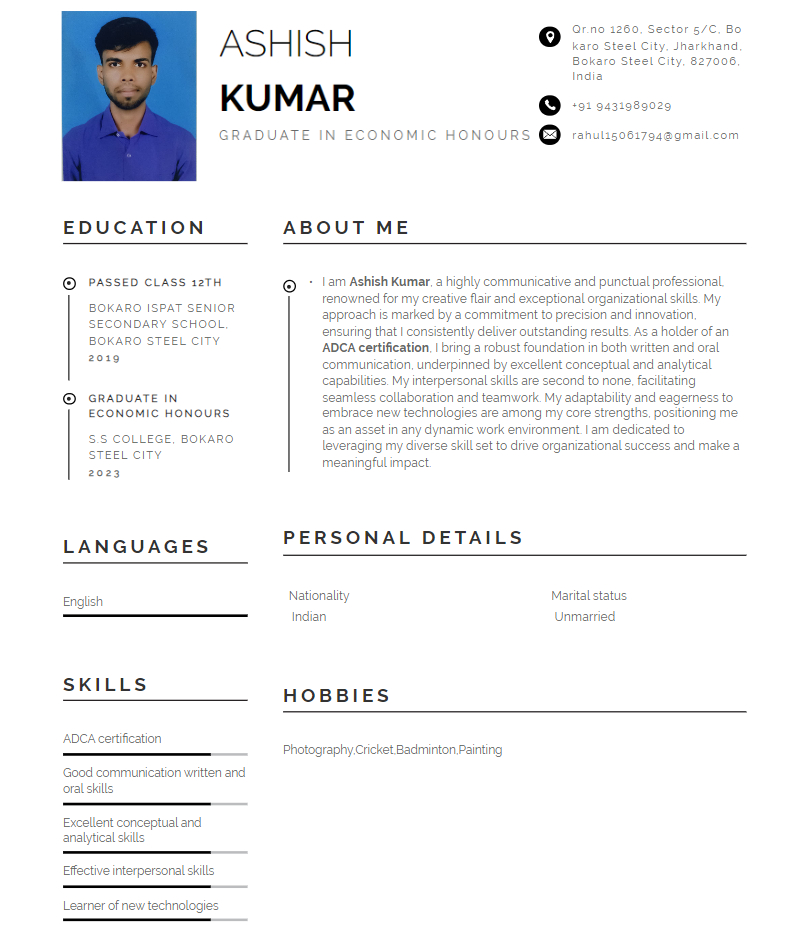 ASHISH
KUMAR
GRADUATE IN ECONOMIC HONOURS
Qr.no 1260, Sector 5/C, Bo
karo Steel City, Jharkhand,
Bokaro Steel City, 827006,
India
+91 9431989029
rahul15061794@gmail.com
EDUCATION
PASSED CLASS 12TH
BOKARO ISPAT SENIOR
SECONDARY SCHOOL,
BOKARO STEEL CITY
2019
GRADUATE IN
ECONOMIC HONOURS
S.S COLLEGE, BOKARO
STEEL CITY
2023
LANGUAGES
English
SKILLS
ADCA certification
Good communication written and
oral skills
Excellent conceptual and
analytical skills
Effective interpersonal skills
Learner of new technologies
ABOUT ME
• I am Ashish Kumar, a highly communicative and punctual professional,
renowned for my creative flair and exceptional organizational skills. My
approach is marked by a commitment to precision and innovation,
ensuring that I consistently deliver outstanding results. As a holder of an
ADCA certification, I bring a robust foundation in both written and oral
communication, underpinned by excellent conceptual and analytical
capabilities. My interpersonal skills are second to none, facilitating
seamless collaboration and teamwork. My adaptability and eagerness to
embrace new technologies are among my core strengths, positioning me
as an asset in any dynamic work environment. I am dedicated to
leveraging my diverse skill set to drive organizational success and make a
meaningful impact.
PERSONAL DETAILS
Nationality
Indian
Marital status
Unmarried
HOBBIES
Photography,Cricket,Badminton,Painting